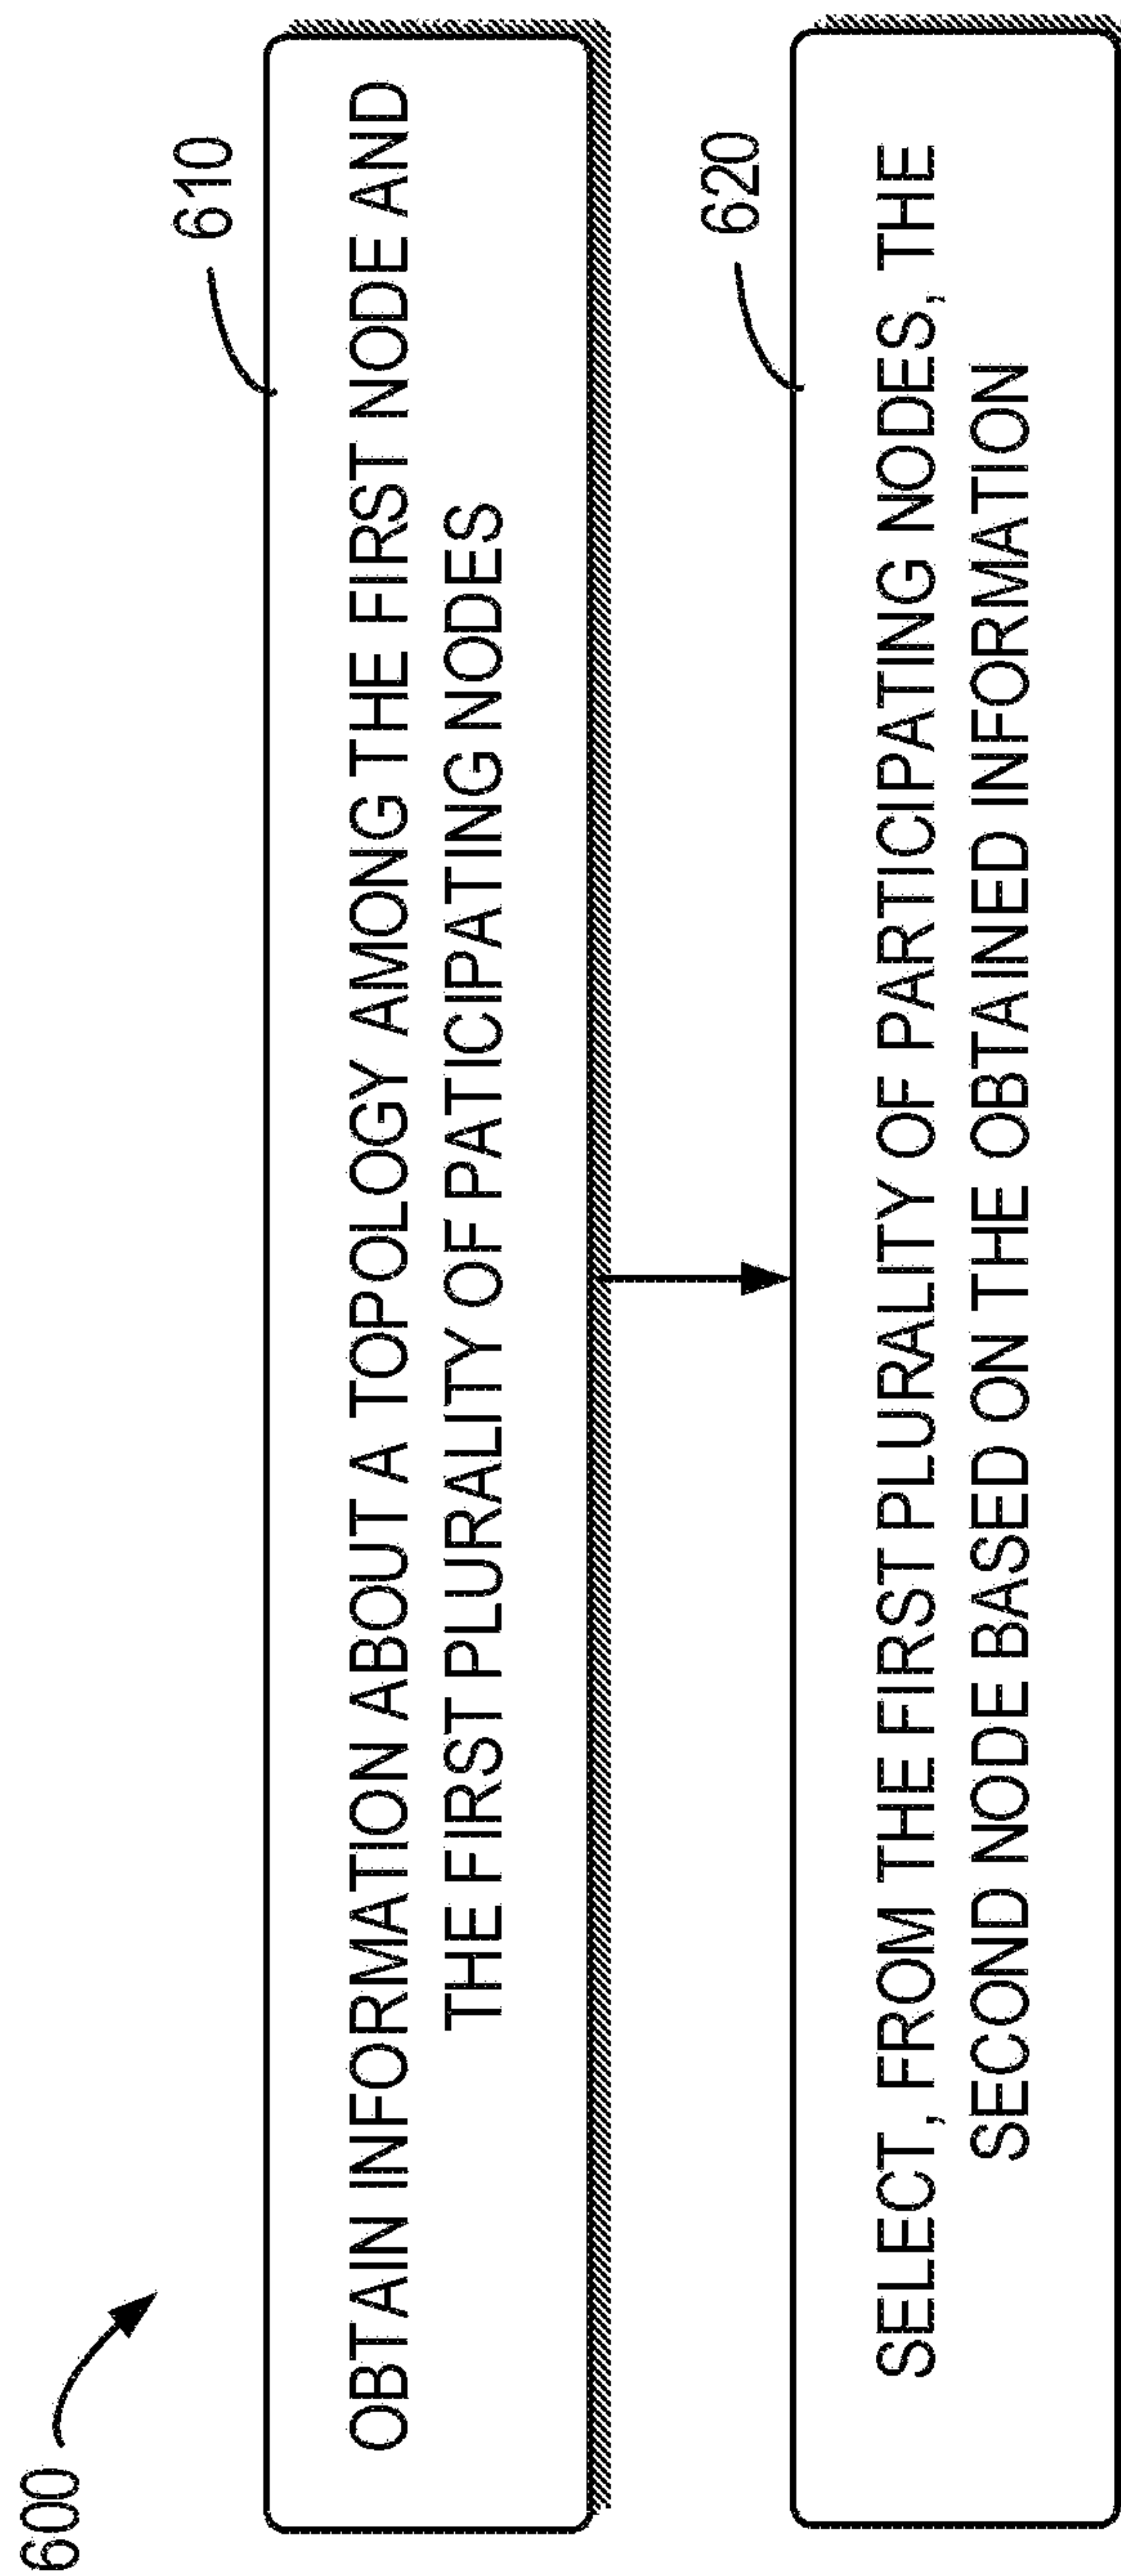 600
610
OBTAIN INFORMATION ABOUT A TOPOLOGY AMONG THE FIRST NODE AND
THE FIRST PLURALITY OF PATICIPATING NODES
620
SELECT, FROM THE FIRST PLURALITY OF PARTICIPATING NODES, THE
SECOND NODE BASED ON THE OBTAINED INFORMATION